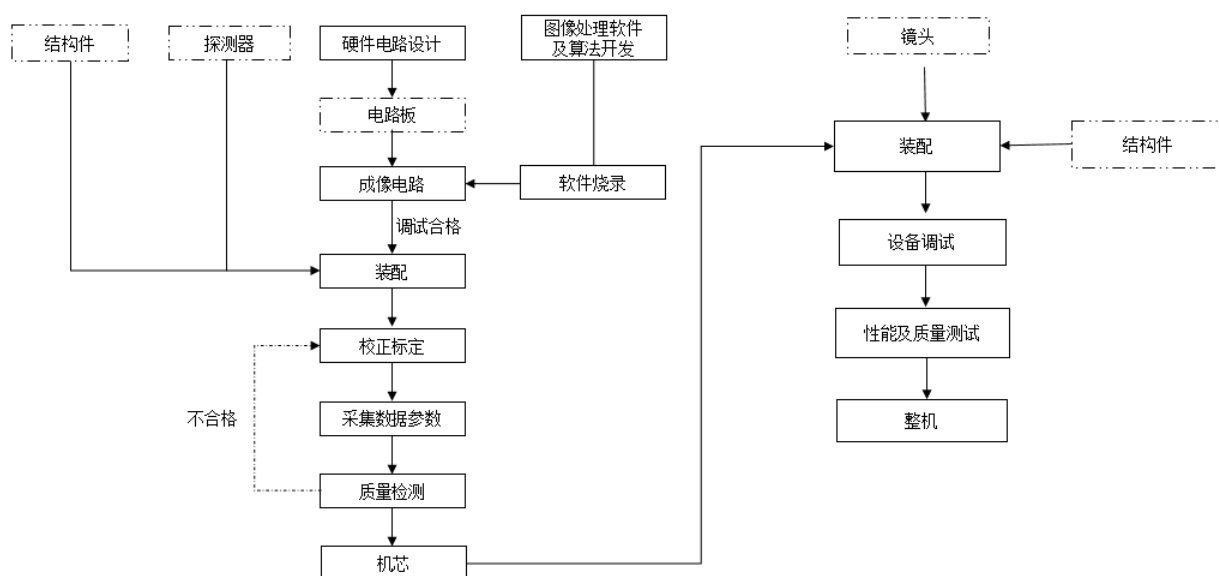 结构件
探测器
硬件电路设计
图像处理软件
及算法开发
镜头
电路板
装配
结构件
成像电路
软件烧录
调试合格
设备调试
装配
性能及质量测试
校正标定
不合格
采集数据参数
整机
质量检测
机芯